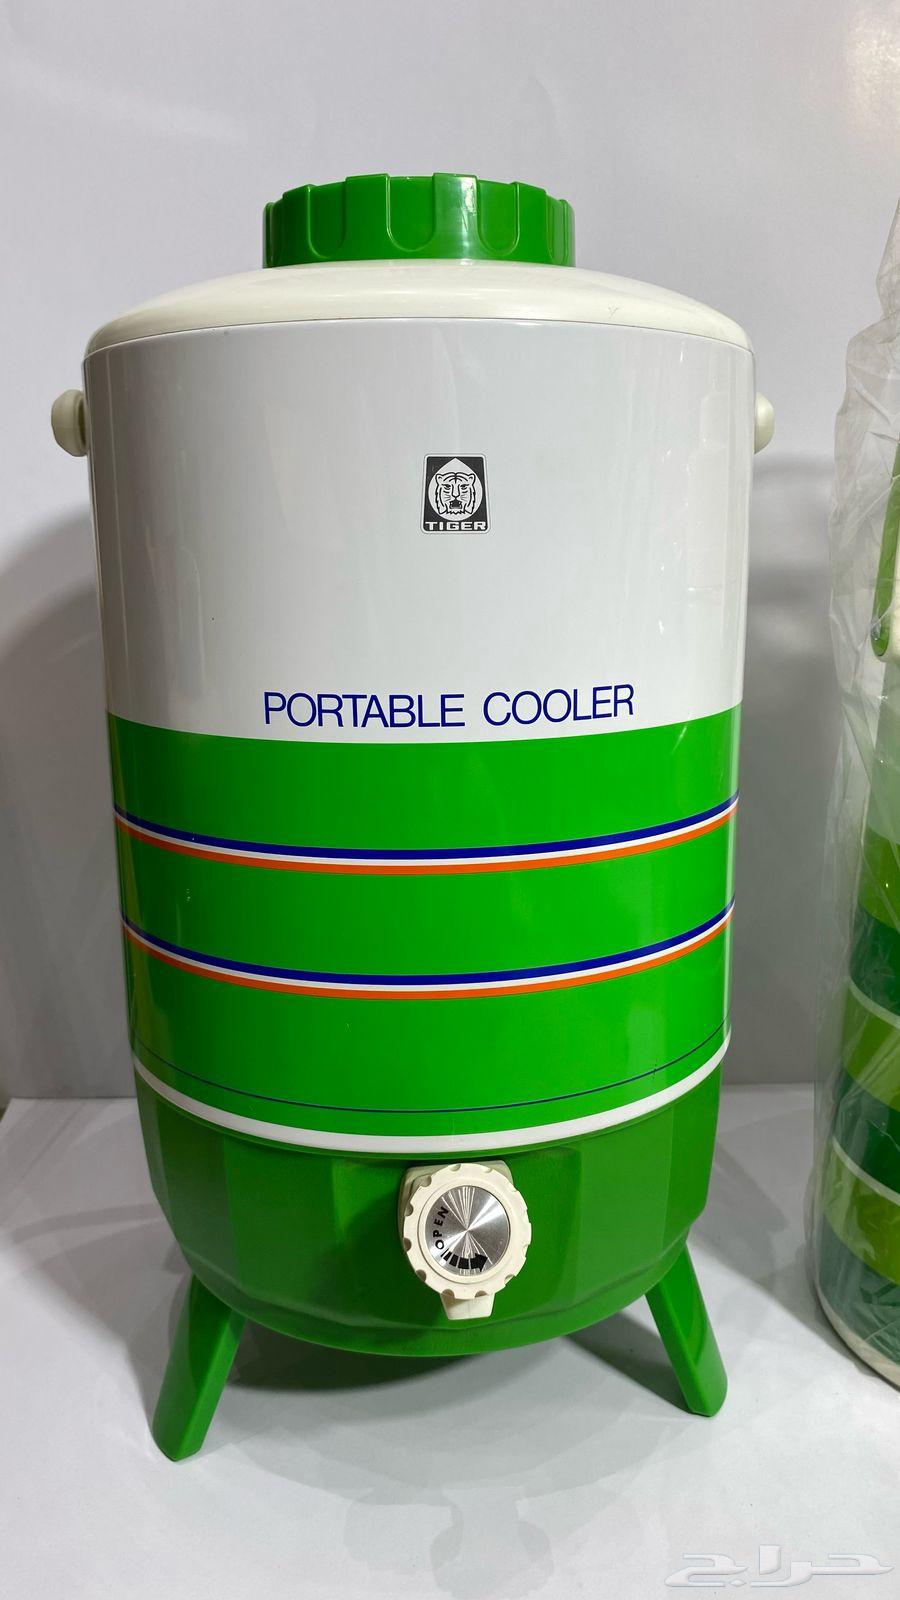 TIGER
PORTABLE COOLER
OPEN
حراج